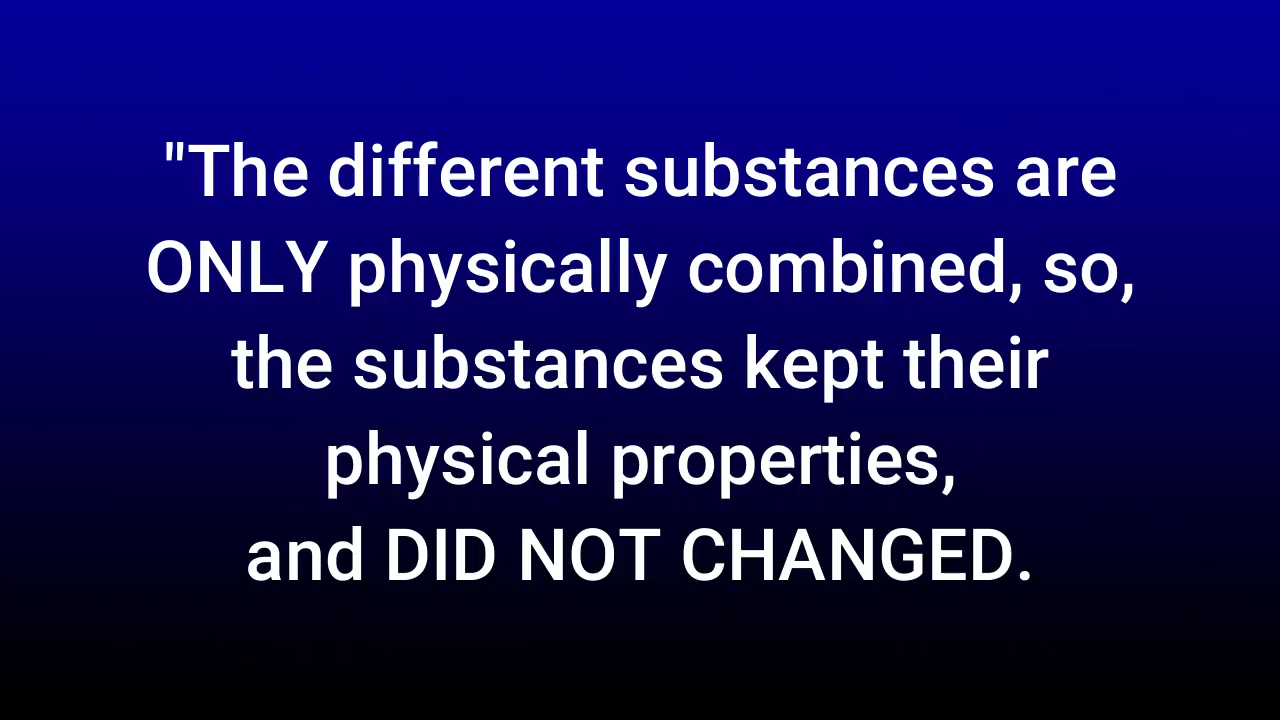 "The different substances are
ONLY physically combined, so,
the substances kept their
physical properties,
and DID NOT CHANGED.